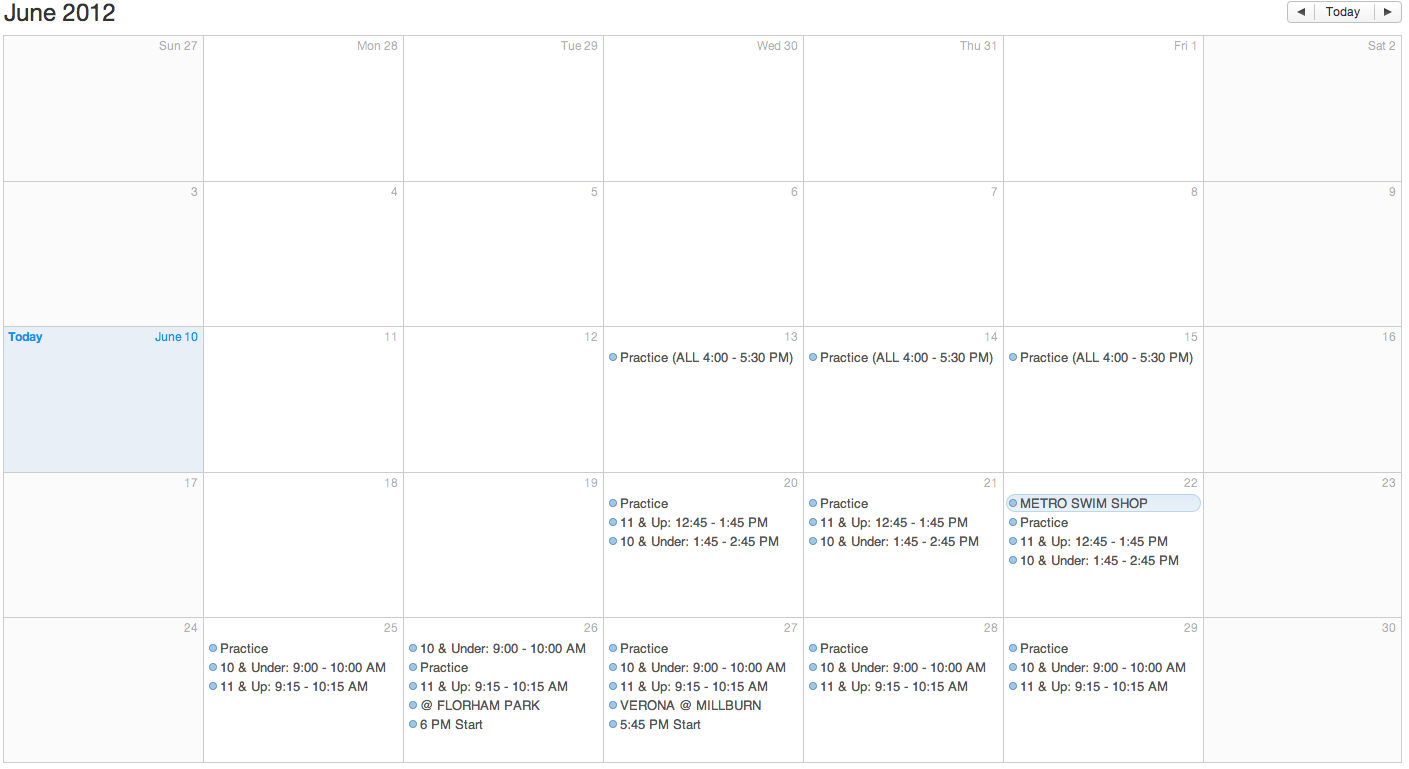 June 2012
◀ Today ▶
Sun 27
Mon 28
Tue 29
Wed 30
Thu 31
Fri 1
Sat 2
3
4
5
6
7
8
9
Today June 10
11
12
13
Practice (ALL 4:00 - 5:30 PM)
14
Practice (ALL 4:00 - 5:30 PM)
15
Practice (ALL 4:00 - 5:30 PM)
16
17
18
19
20
Practice
11 & Up: 12:45 - 1:45 PM
10 & Under: 1:45 - 2:45 PM
21
Practice
11 & Up: 12:45 - 1:45 PM
10 & Under: 1:45 - 2:45 PM
22
METRO SWIM SHOP
Practice
11 & Up: 12:45 - 1:45 PM
10 & Under: 1:45 - 2:45 PM
23
24
25
Practice
10 & Under: 9:00 - 10:00 AM
11 & Up: 9:15 - 10:15 AM
26
10 & Under: 9:00 - 10:00 AM
Practice
11 & Up: 9:15 - 10:15 AM
@ FLORHAM PARK
6 PM Start
27
Practice
10 & Under: 9:00 - 10:00 AM
11 & Up: 9:15 - 10:15 AM
VERONA @ MILLBURN
5:45 PM Start
28
Practice
10 & Under: 9:00 - 10:00 AM
11 & Up: 9:15 - 10:15 AM
29
Practice
10 & Under: 9:00 - 10:00 AM
11 & Up: 9:15 - 10:15 AM
30